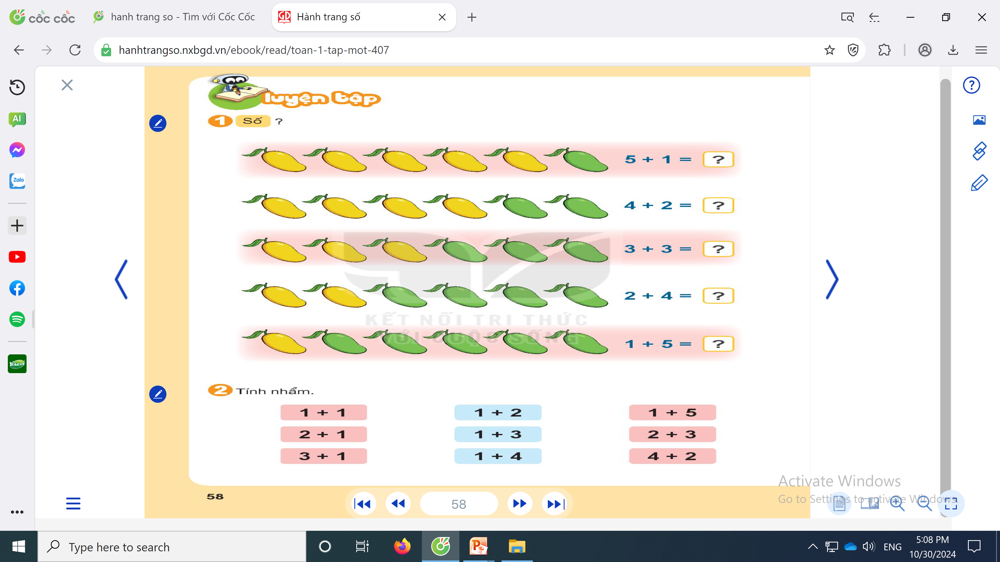 cốc cốc
hanh trang so - Tìm với Cốc Cốc
GD
Hành trang số
hanhtrangso.nxbgd.vn/ebook/read/toan-1-tap-mot-407
AI
Zalo
YOMOST
luyện tập
1 Số ?
5 + 1 = ?
4 + 2 = ?
3 + 3 = ?
2 + 4 = ?
KẾT NỐI TRI THỨC
VỚI CUỘC SỐNG
1 + 5 = ?
2 Tính nhẩm.
1 + 1
1 + 2
1 + 5
2 + 1
1 + 3
2 + 3
3 + 1
1 + 4
4 + 2
58
58
Activate Windows
Go to Settings to activate Windows.
Type here to search
ENG
5:08 PM
10/30/2024